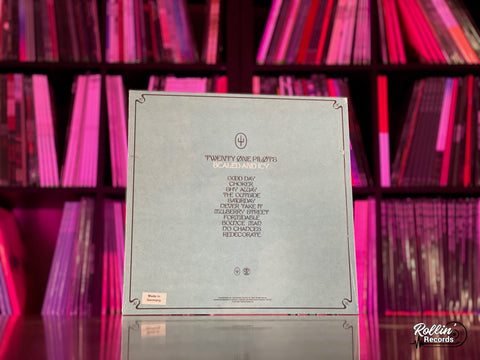 TWENTY ØNE PILØTS
SCALED AND ICY
GOOD DAY
CHOKER
SHY AWAY
THE OUTSIDE
SATURDAY
NEVER TAKE IT
MULBERRY STREET
FORMIDABLE
BOUNCE MAN
NO CHANCES
REDECORATE
Made in
Germany
Rollin'
Records